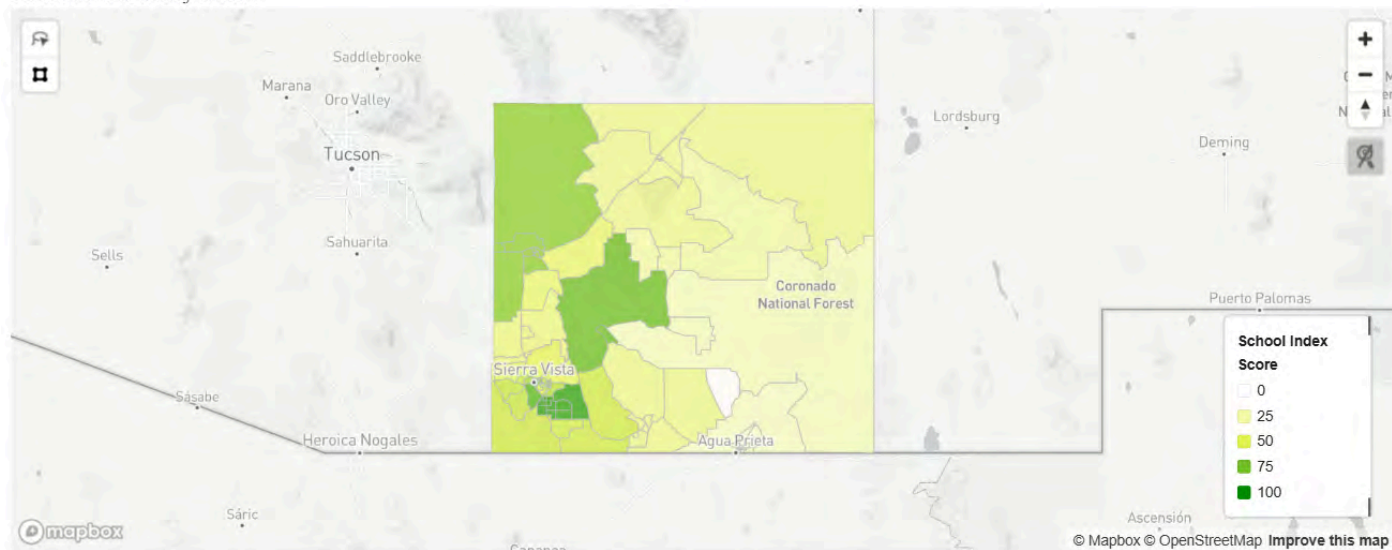 Saddlebrooke
Marana
Oro Valley
Tucson
Sahuarita
Sells
Lordsburg
Deming
Coronado
National Forest
Puerto Palomas
Sierra Vista
Sásabe
Heroica Nogales
Agua Prieta
Sáric
Ascensión
School Index
Score
0
25
50
75
100
mapbox
© Mapbox © OpenStreetMap Improve this map